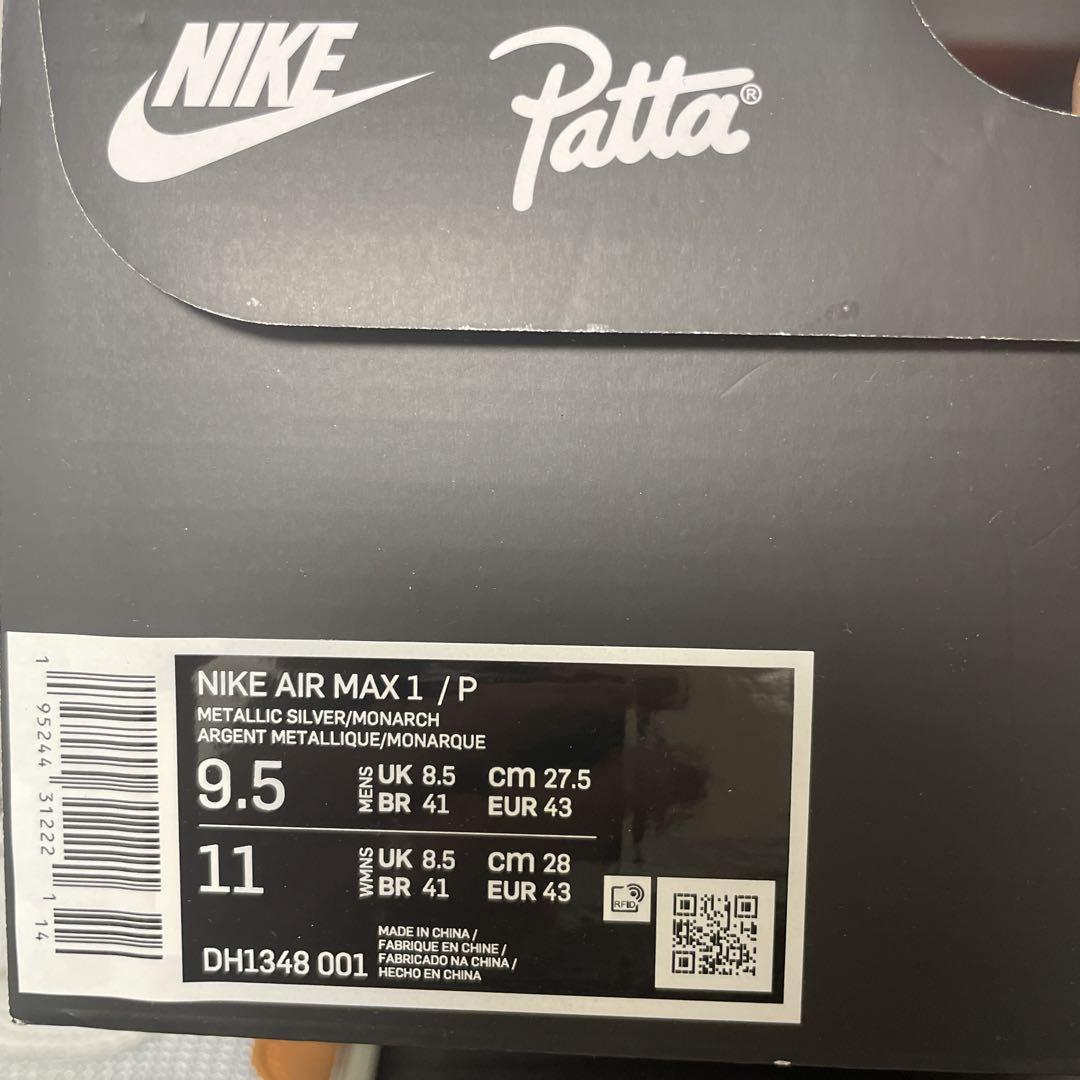 NIKE
Patta®
NIKE AIR MAX 1 / P
METALLIC SILVER/MONARCH
ARGENT METALLIQUE/MONARQUE
9.5 MENS UK 8.5 cm 27.5
BR 41 EUR 43
11 WMNS UK 8.5 cm 28
BR 41 EUR 43
RFID
DH1348 001
MADE IN CHINA /
FABRIQUE EN CHINE /
FABRICADO NA CHINA /
HECHO EN CHINA
1 95244 31222 1 14